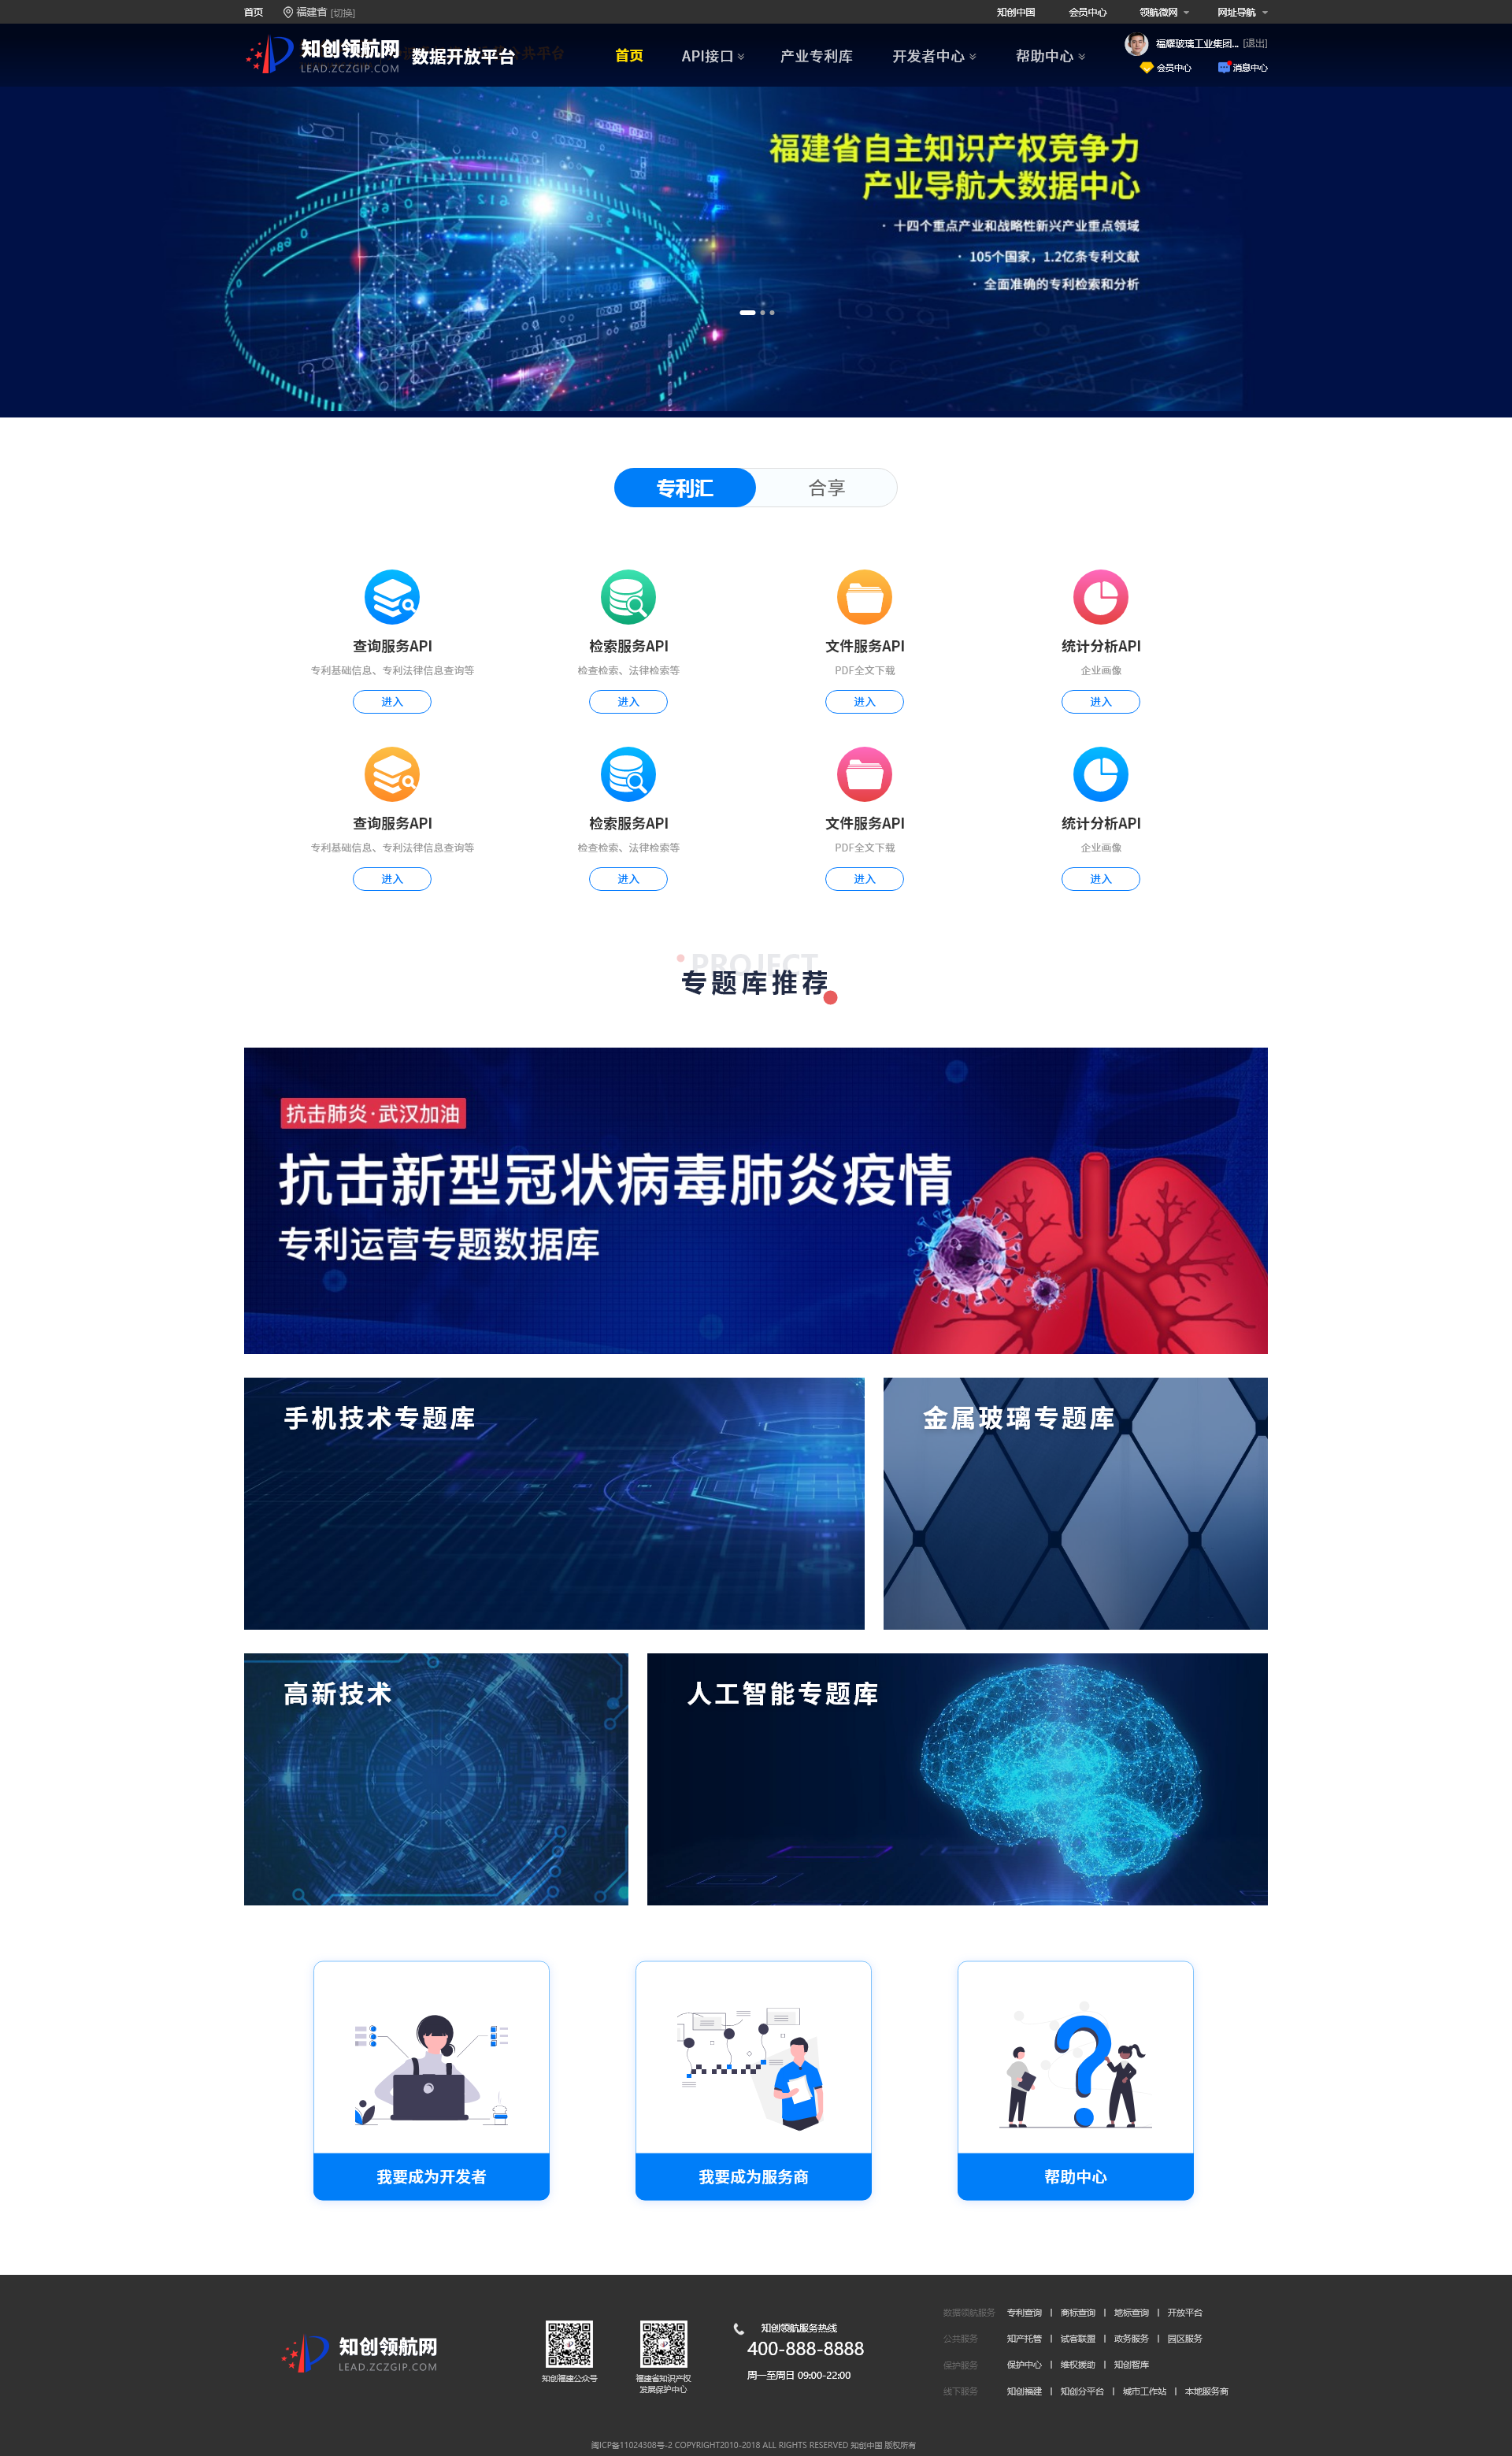 首页 福建省 [切换] 知创中国 会员中心 领航微网 网址导航
知创领航网 数据开放平台 共平台 首页 API接口 产业专利库 开发者中心 帮助中心 福耀玻璃工业集团... [退出]
LEAD.ZCZGIP.COM 会员中心 消息中心
福建省自主知识产权竞争力
产业导航大数据中心
· 十四个重点产业和战略性新兴产业重点领域
· 105个国家，1.2亿条专利文献
· 全面准确的专利检索和分析
专利汇 合享
查询服务API 检索服务API 文件服务API 统计分析API
专利基础信息、专利法律信息查询等 检查检索、法律检索等 PDF全文下载 企业画像
进入 进入 进入 进入
查询服务API 检索服务API 文件服务API 统计分析API
专利基础信息、专利法律信息查询等 检查检索、法律检索等 PDF全文下载 企业画像
进入 进入 进入 进入
PROJECT
专题库推荐
抗击肺炎·武汉加油
抗击新型冠状病毒肺炎疫情
专利运营专题数据库
手机技术专题库 金属玻璃专题库
高新技术 人工智能专题库
我要成为开发者 我要成为服务商 帮助中心
知创领航网
LEAD.ZCZGIP.COM
知创福建公众号
福建省知识产权
发展保护中心
知创领航服务热线
400-888-8888
周一至周日 09:00-22:00
数据领航服务 专利查询 | 商标查询 | 地标查询 | 开放平台
公共服务 知产托管 | 试客联盟 | 政务服务 | 园区服务
保护服务 保护中心 | 维权援助 | 知创智库
线下服务 知创福建 | 知创分平台 | 城市工作站 | 本地服务商
闽ICP备11024308号-2 COPYRIGHT2010-2018 ALL RIGHTS RESERVED 知创中国 版权所有